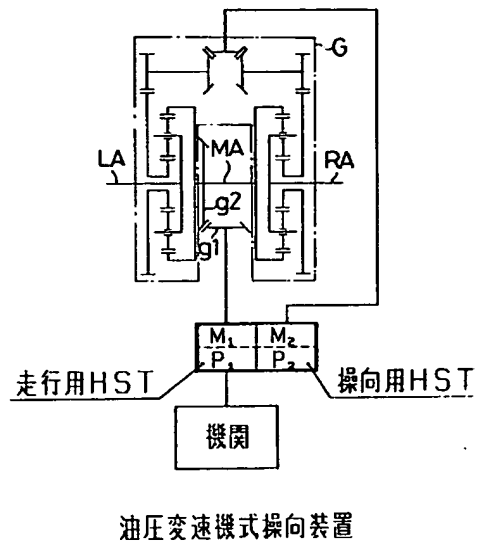 G
LA
MA
RA
g2
g1
M₁ M₂
P₁ P₂
走行用HST
操向用HST
機関
油圧変速機式操向装置